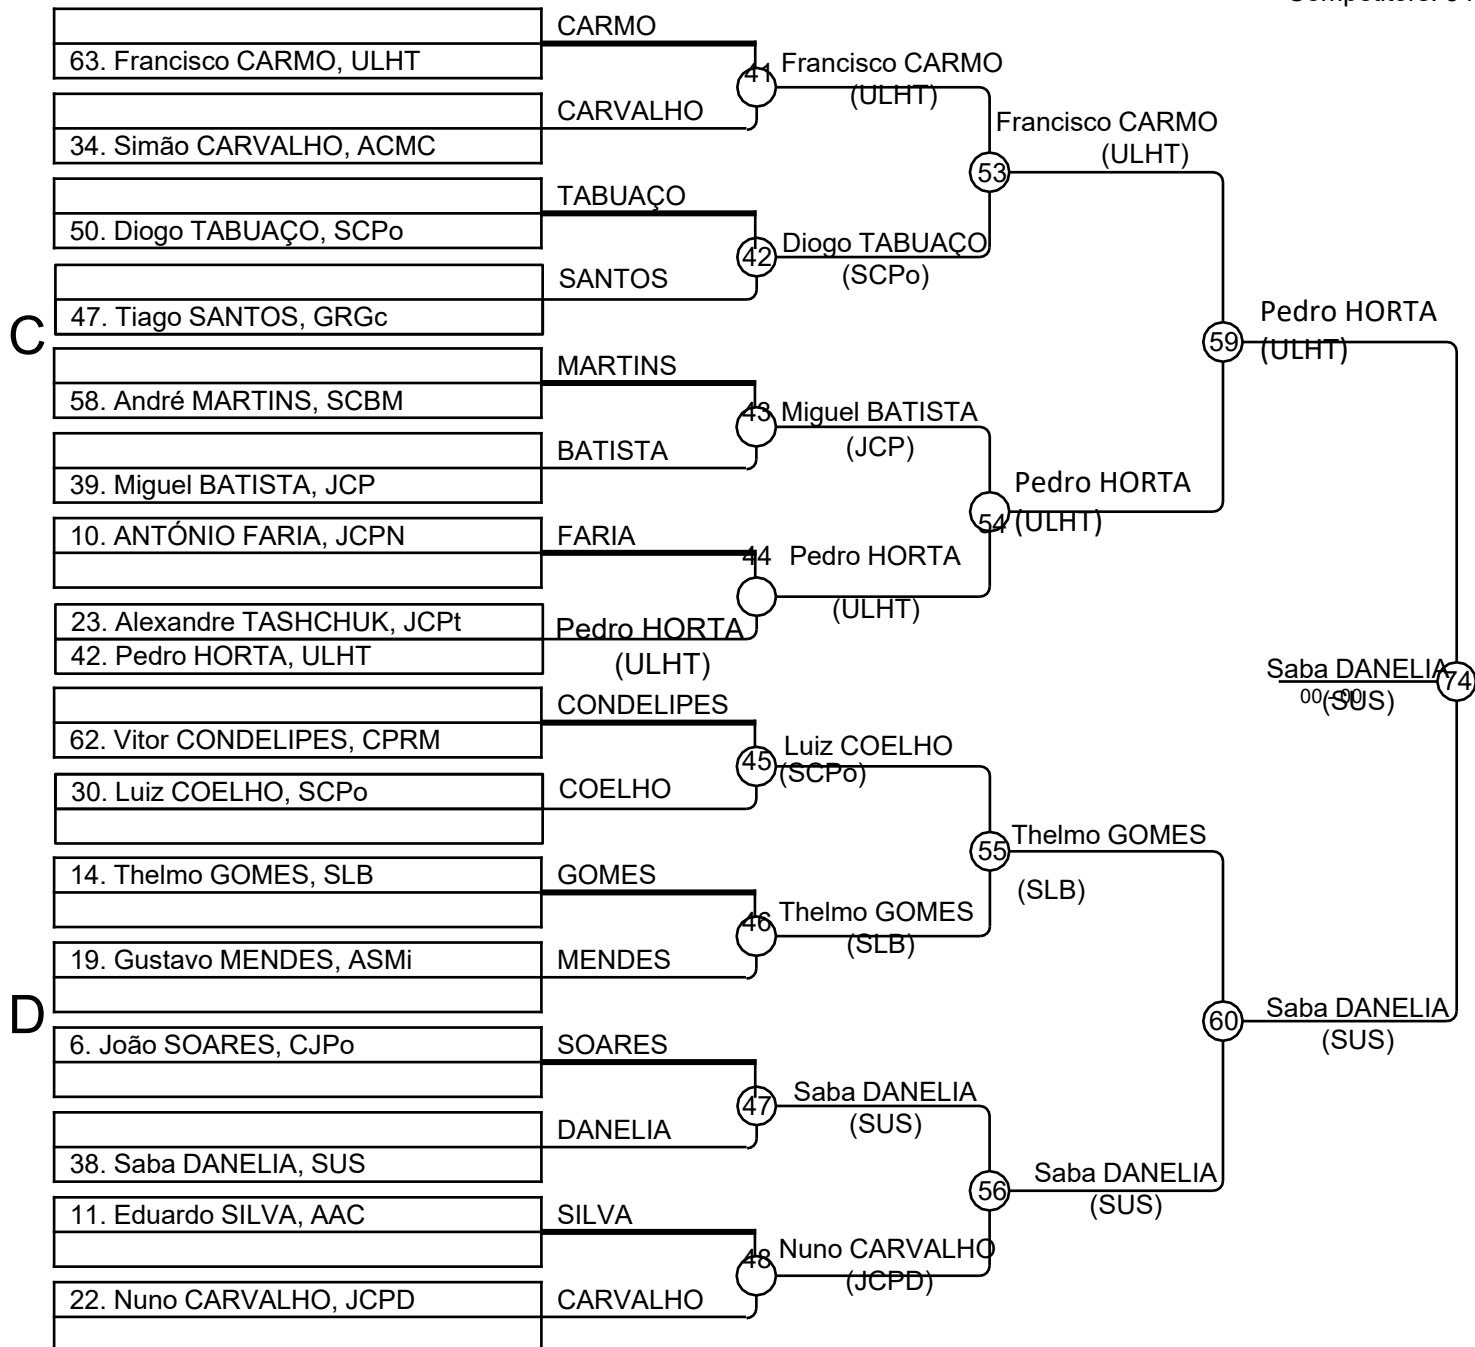 CARMO
63. Francisco CARMO, ULHT
41 Francisco CARMO
(ULHT)
CARVALHO
34. Simão CARVALHO, ACMC
Francisco CARMO
(ULHT)
53
TABUAÇO
50. Diogo TABUAÇO, SCPo
42 Diogo TABUAÇO
(SCPo)
SANTOS
47. Tiago SANTOS, GRGc
C
59 Pedro HORTA
(ULHT)
MARTINS
58. André MARTINS, SCBM
43 Miguel BATISTA
(JCP)
BATISTA
39. Miguel BATISTA, JCP
Pedro HORTA
54 (ULHT)
10. ANTÓNIO FARIA, JCPN
FARIA
44 Pedro HORTA
(ULHT)
23. Alexandre TASHCHUK, JCPt
Pedro HORTA
(ULHT)
42. Pedro HORTA, ULHT
Saba DANELIA 74
00 - 00
(SUS)
CONDELIPES
62. Vitor CONDELIPES, CPRM
45 Luiz COELHO
(SCPo)
30. Luiz COELHO, SCPo
COELHO
55 Thelmo GOMES
(SLB)
14. Thelmo GOMES, SLB
GOMES
46 Thelmo GOMES
(SLB)
19. Gustavo MENDES, ASMi
MENDES
D
60 Saba DANELIA
(SUS)
6. João SOARES, CJPo
SOARES
47 Saba DANELIA
(SUS)
DANELIA
38. Saba DANELIA, SUS
56 Saba DANELIA
(SUS)
11. Eduardo SILVA, AAC
SILVA
48 Nuno CARVALHO
(JCPD)
22. Nuno CARVALHO, JCPD
CARVALHO